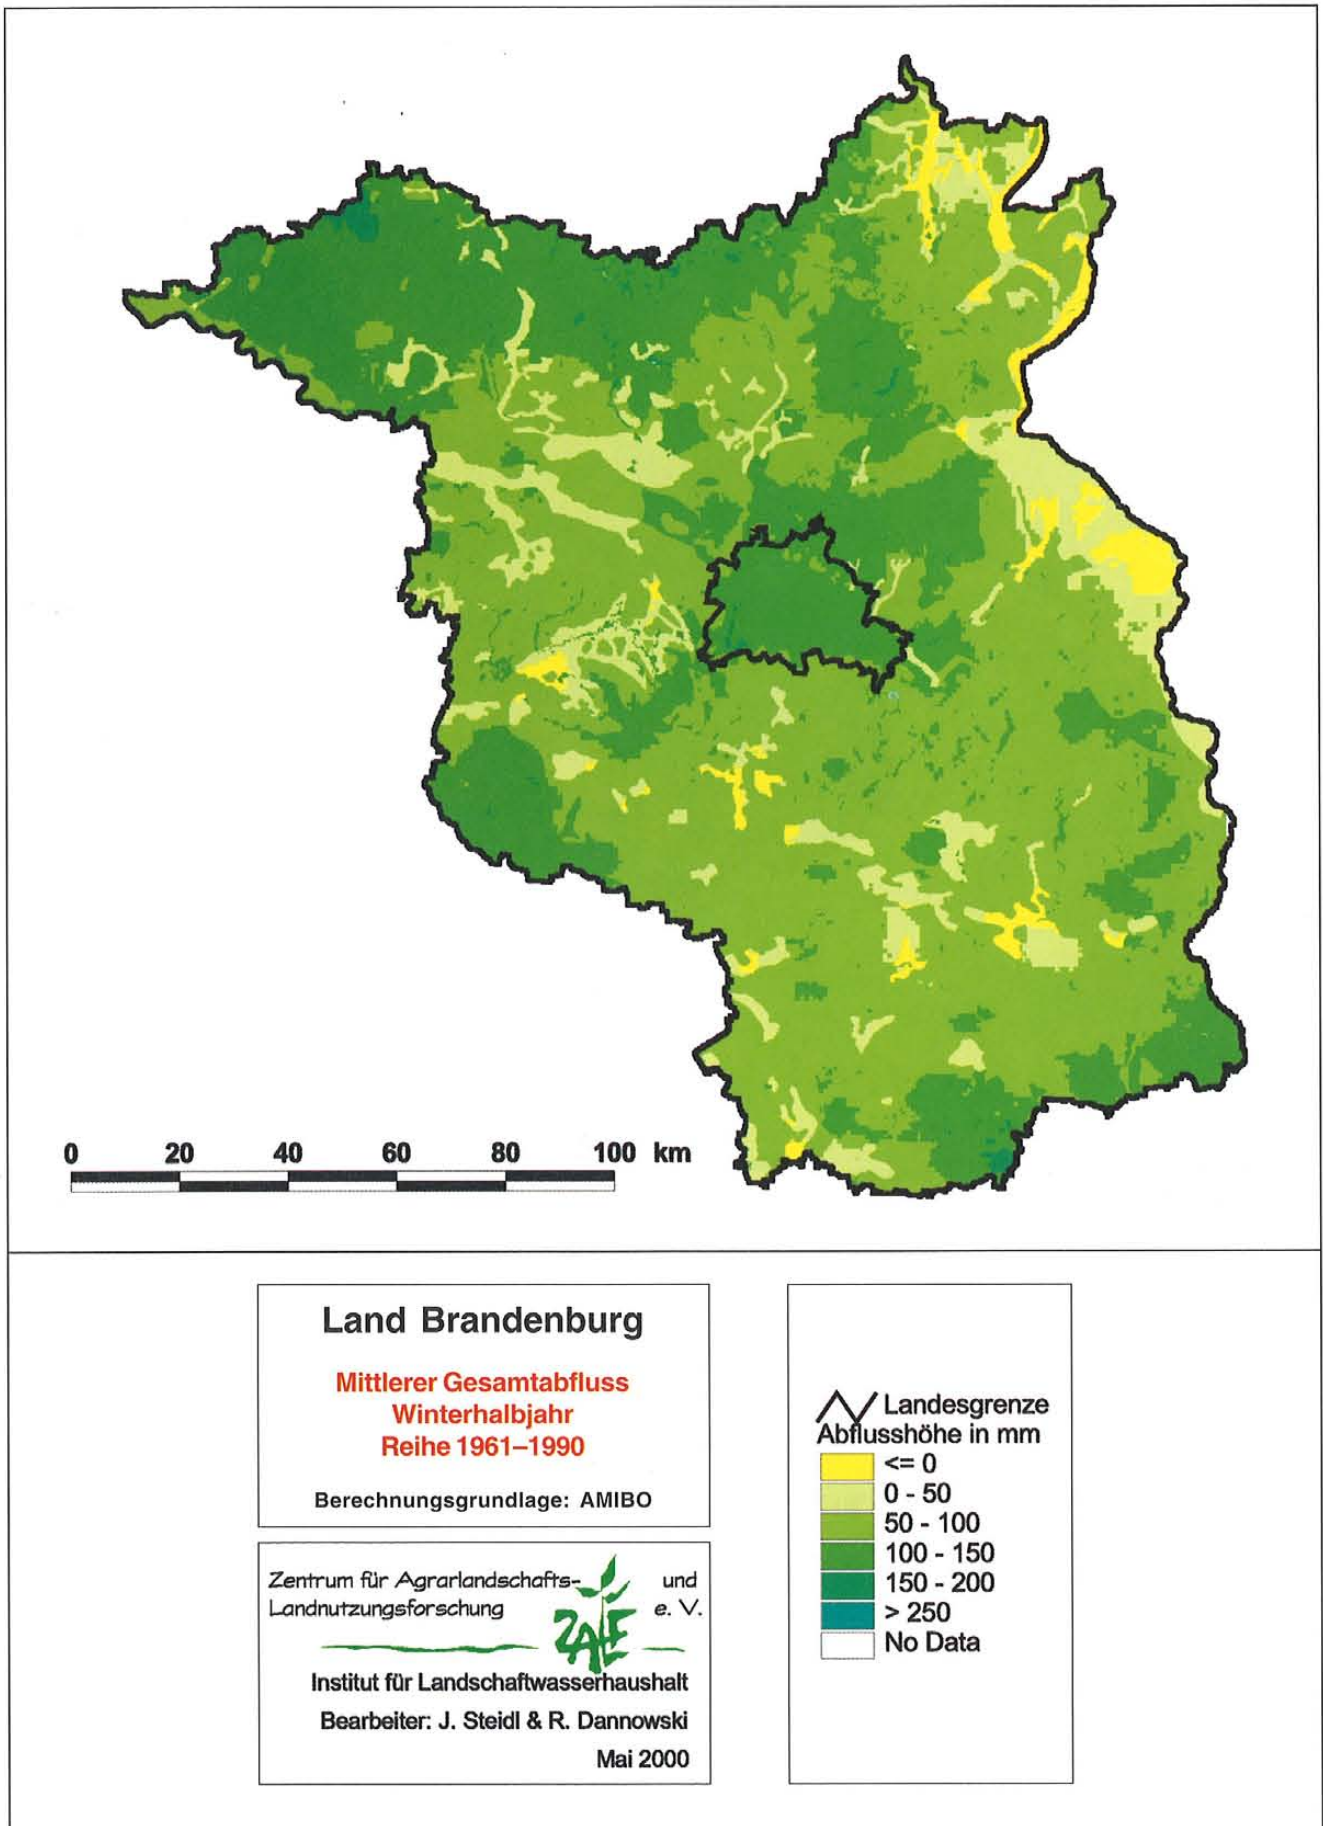 0 20 40 60 80 100 km
Land Brandenburg
Mittlerer Gesamtabfluss
Winterhalbjahr
Reihe 1961–1990
Berechnungsgrundlage: AMIBO
Zentrum für Agrarlandschafts- und
Landnutzungsforschung e. V.
ZALF
Institut für Landschaftwasserhaushalt
Bearbeiter: J. Steidl & R. Dannowski
Mai 2000
Landesgrenze
Abflusshöhe in mm
<= 0
0 - 50
50 - 100
100 - 150
150 - 200
> 250
No Data